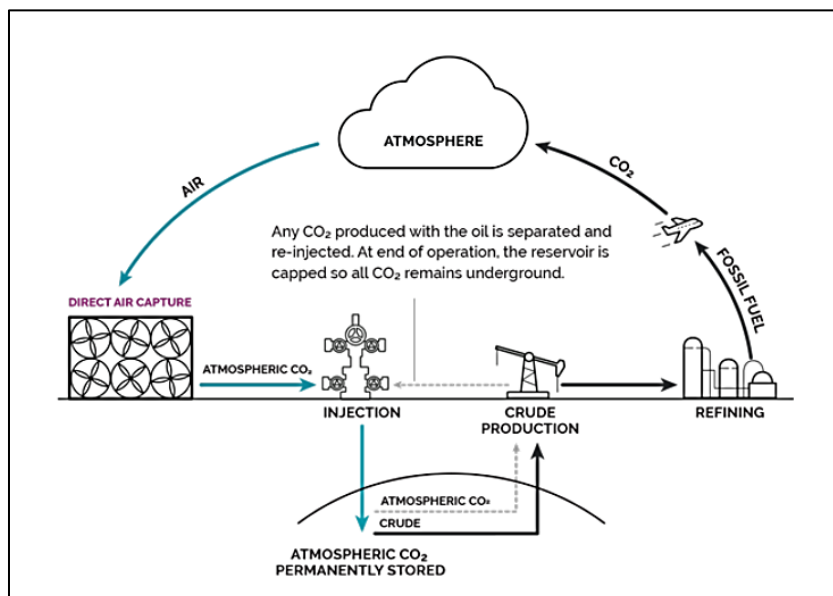 ATMOSPHERE
AIR
CO₂
Any CO₂ produced with the oil is separated and
re-injected. At end of operation, the reservoir is
capped so all CO₂ remains underground.
FOSSIL FUEL
DIRECT AIR CAPTURE
ATMOSPHERIC CO₂
INJECTION
CRUDE
PRODUCTION
REFINING
ATMOSPHERIC CO₂
CRUDE
ATMOSPHERIC CO₂
PERMANENTLY STORED